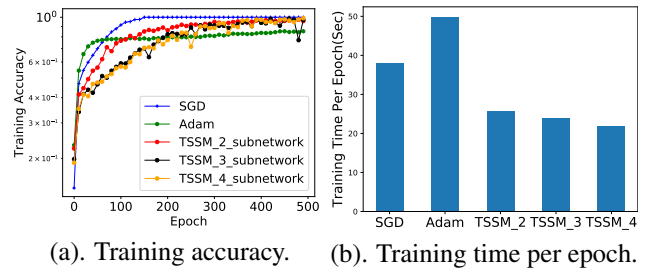 Training Accuracy
10⁰
6 × 10⁻¹
4 × 10⁻¹
3 × 10⁻¹
2 × 10⁻¹
0 100 200 300 400 500
Epoch
SGD
Adam
TSSM_2_subnetwork
TSSM_3_subnetwork
TSSM_4_subnetwork
(a). Training accuracy.
Training Time Per Epoch(Sec)
50
40
30
20
10
0
SGD Adam TSSM_2 TSSM_3 TSSM_4
(b). Training time per epoch.